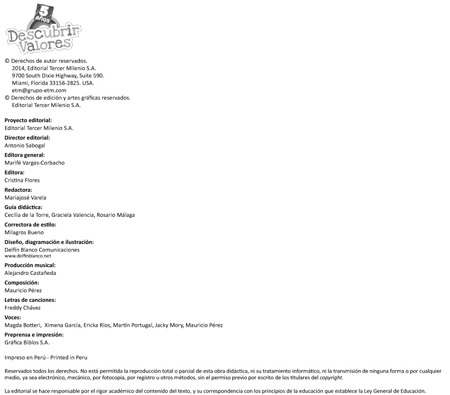 5 años
Descubrir
Valores
© Derechos de autor reservados.
2014, Editorial Tercer Milenio S.A.
9700 South Dixie Highway, Suite 590.
Miami, Florida 33156-2825. USA.
etm@grupo-etm.com
© Derechos de edición y artes gráficas reservados.
Editorial Tercer Milenio S.A.
Proyecto editorial:
Editorial Tercer Milenio S.A.
Director editorial:
Antonio Sabogal
Editora general:
Marifé Vargas-Corbacho
Editora:
Cristina Flores
Redactora:
Mariajosé Varela
Guía didáctica:
Cecilia de la Torre, Graciela Valencia, Rosario Málaga
Correctora de estilo:
Milagros Bueno
Diseño, diagramación e ilustración:
Delfín Blanco Comunicaciones
www.delfinblanco.net
Producción musical:
Alejandro Castañeda
Composición:
Mauricio Pérez
Letras de canciones:
Freddy Chávez
Voces:
Magda Botteri, Ximena García, Ericka Ríos, Martín Portugal, Jacky Mory, Mauricio Pérez
Preprensa e impresión:
Gráfica Biblos S.A.
Impreso en Perú - Printed in Peru
Reservados todos los derechos. No está permitida la reproducción total o parcial de esta obra didáctica, ni su tratamiento informático, ni la transmisión de ninguna forma o por cualquier
medio, ya sea electrónico, mecánico, por fotocopia, por registro u otros métodos, sin el permiso previo por escrito de los titulares del copyright.
La editorial se hace responsable por el rigor académico del contenido del texto, y su correspondencia con los principios de la educación que establece la Ley General de Educación.